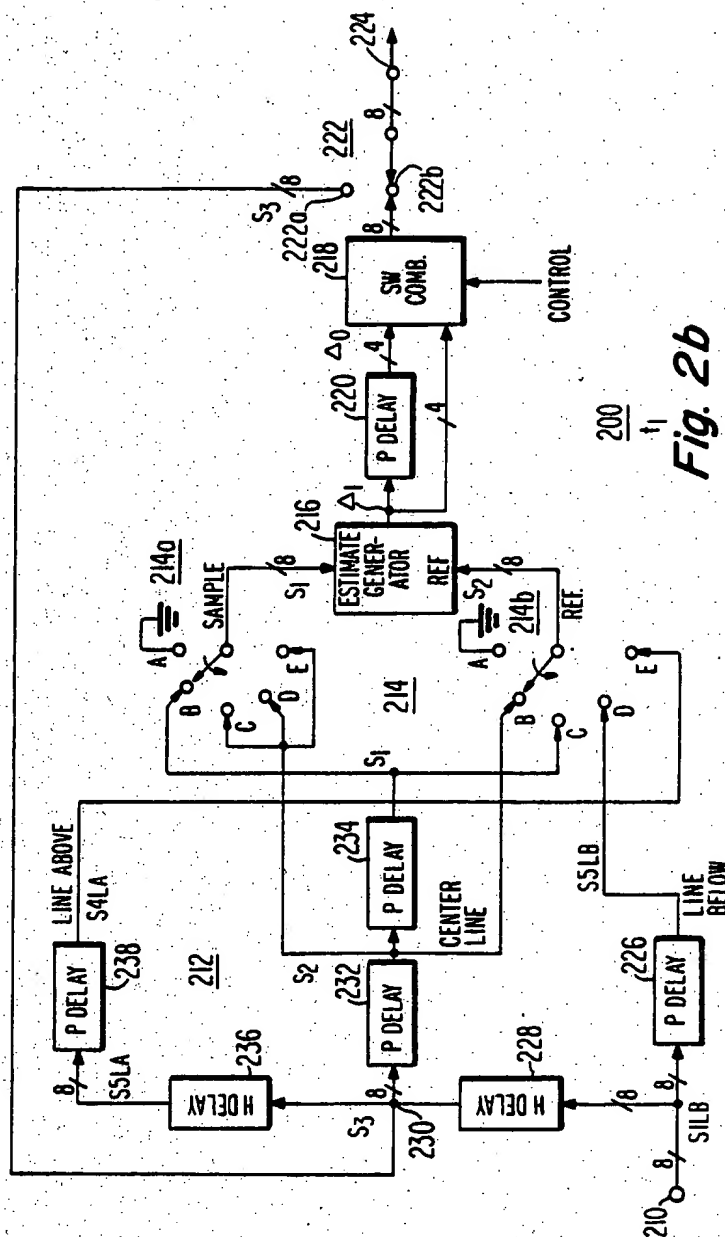 LINE ABOVE
S4LA
238
P DELAY
8
S5LA
212
236
H DELAY
S3
8
230
228
H DELAY
8
S1LB
8
210
8
226
P DELAY
LINE BELOW
S5LB
S2
232
P DELAY
CENTER LINE
234
P DELAY
S1
214
B
C
D
E
A
214a
SAMPLE
8
S1
216
ESTIMATE GENER-
ATOR
REF
S2
8
214b
REF.
A
B
C
D
E
Δ1
220
P DELAY
Δ0
4
4
S3
8
222a
218
SW
COMB.
CONTROL
8
222b
222
8
224
200
t1
Fig. 2b